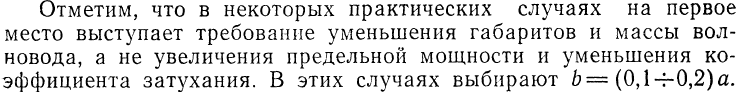 Отметим, что в некоторых практических случаях на первое
место выступает требование уменьшения габаритов и массы вол-
новода, а не увеличения предельной мощности и уменьшения ко-
эффициента затухания. В этих случаях выбирают b=(0,1÷0,2)a.